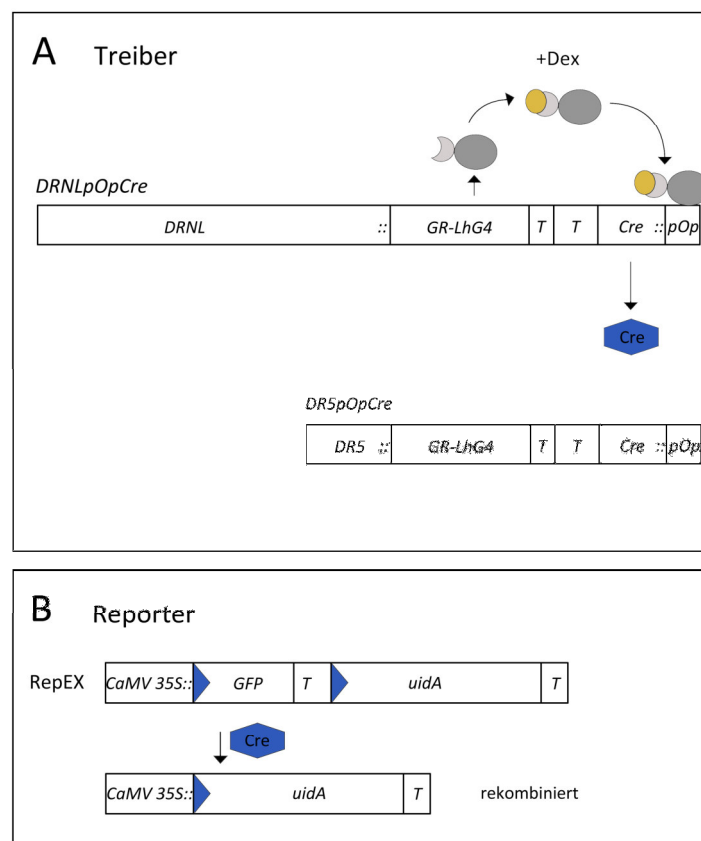 A Treiber
+Dex
DRNLpOpCre
DRNL :: GR-LhG4 T T Cre :: pOp
Cre
DR5pOpCre
DR5 :: GR-LhG4 T T Cre :: pOp
B Reporter
RepEX CaMV 35S:: GFP T uidA T
Cre
CaMV 35S:: uidA T rekombiniert